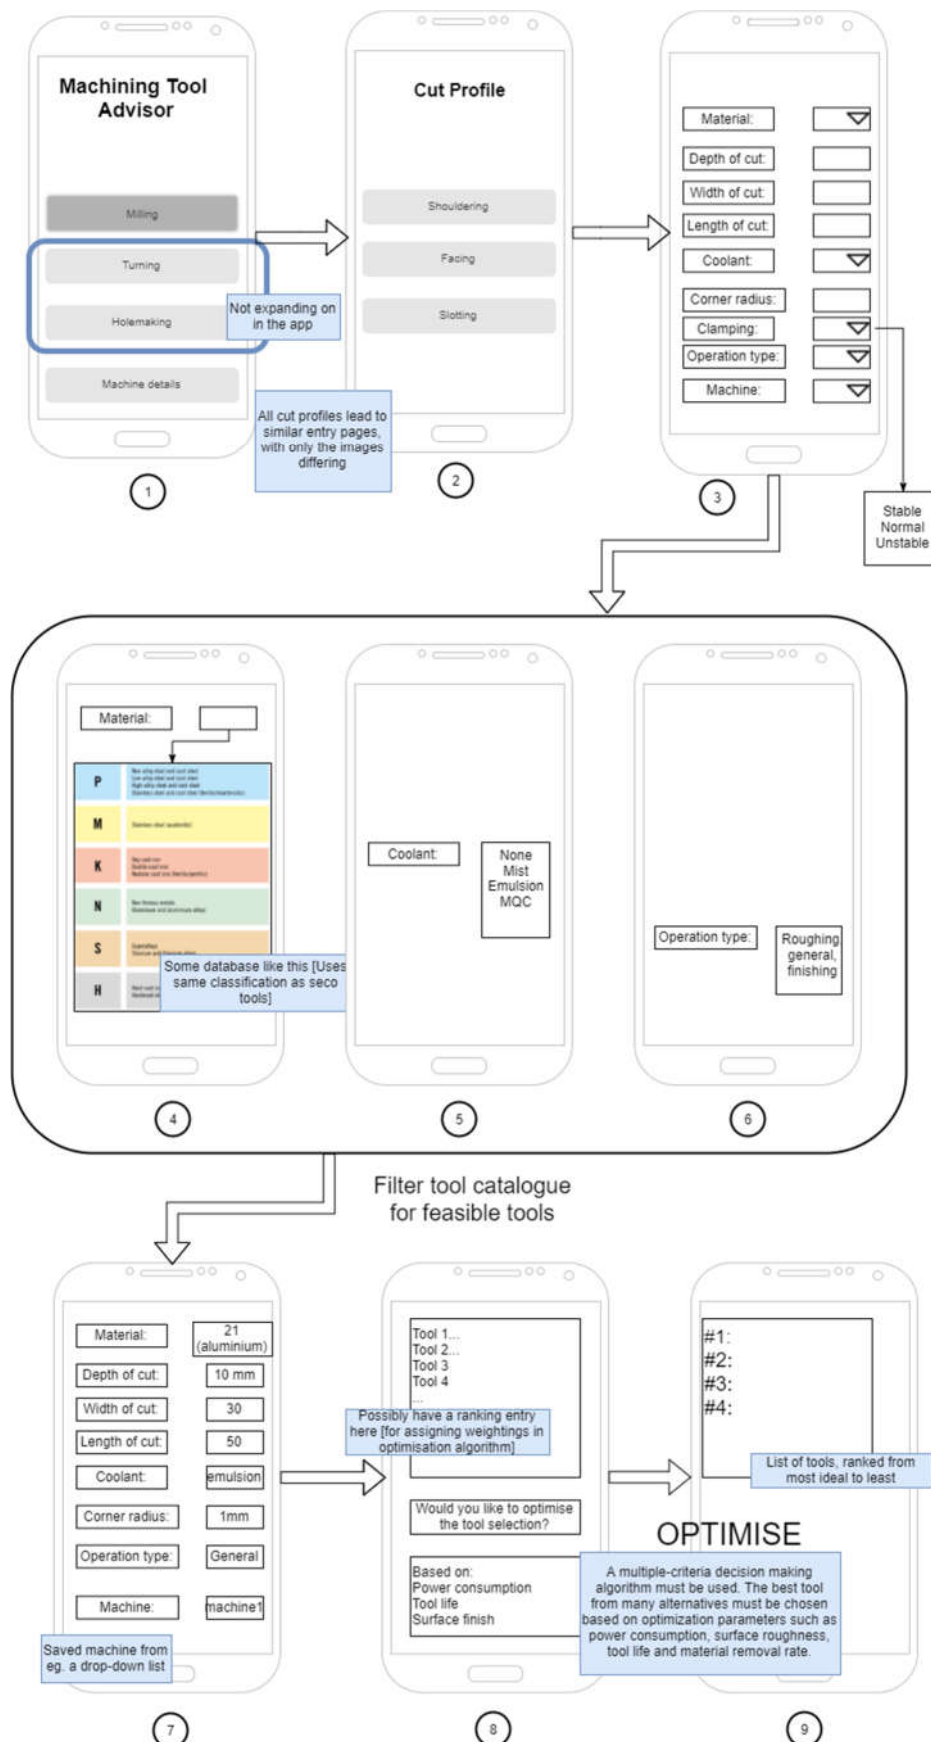 Machining Tool
Advisor
Milling
Turning
Holemaking
Machine details
Not expanding on
in the app
All cut profiles lead to
similar entry pages,
with only the images
differing
1
Cut Profile
Shouldering
Facing
Slotting
2
Material:
Depth of cut:
Width of cut:
Length of cut:
Coolant:
Corner radius:
Clamping:
Operation type:
Machine:
3
Stable
Normal
Unstable
Material:
P
M
K
N
S
H
Some database like this [Uses
same classification as seco
tools]
4
Coolant:
None
Mist
Emulsion
MQC
5
Operation type:
Roughing,
general,
finishing
6
Filter tool catalogue
for feasible tools
Material:
21
(aluminium)
Depth of cut:
10 mm
Width of cut:
30
Length of cut:
50
Coolant:
emulsion
Corner radius:
1mm
Operation type:
General
Machine:
machine1
Saved machine from
eg. a drop-down list
7
Tool 1...
Tool 2...
Tool 3
Tool 4
...
Possibly have a ranking entry
here [for assigning weightings in
optimisation algorithm]
Would you like to optimise
the tool selection?
Based on:
Power consumption
Tool life
Surface finish
8
#1:
#2:
#3:
#4:
List of tools, ranked from
most ideal to least
OPTIMISE
A multiple-criteria decision making
algorithm must be used. The best tool
from many alternatives must be chosen
based on optimization parameters such as
power consumption, surface roughness,
tool life and material removal rate.
9